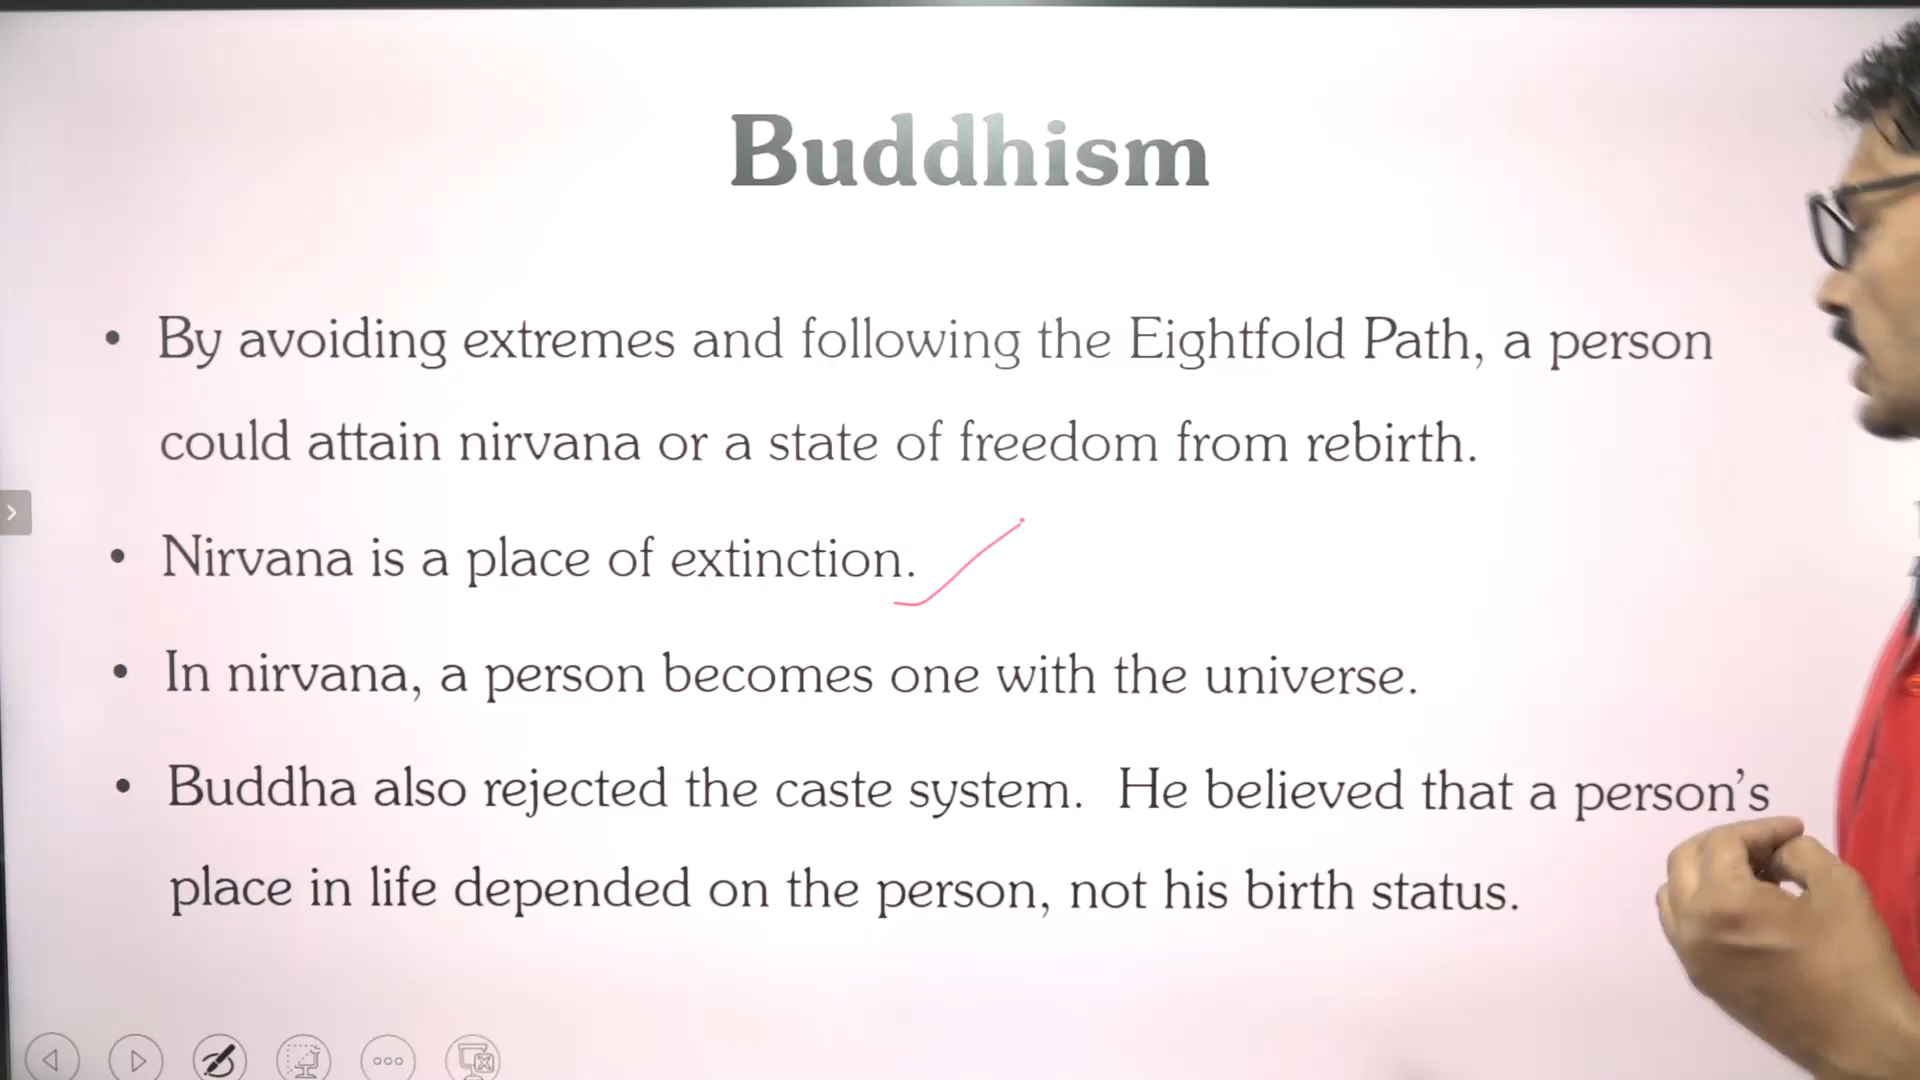 Buddhism
• By avoiding extremes and following the Eightfold Path, a person
could attain nirvana or a state of freedom from rebirth.
• Nirvana is a place of extinction.
• In nirvana, a person becomes one with the universe.
• Buddha also rejected the caste system. He believed that a person’s
place in life depended on the person, not his birth status.